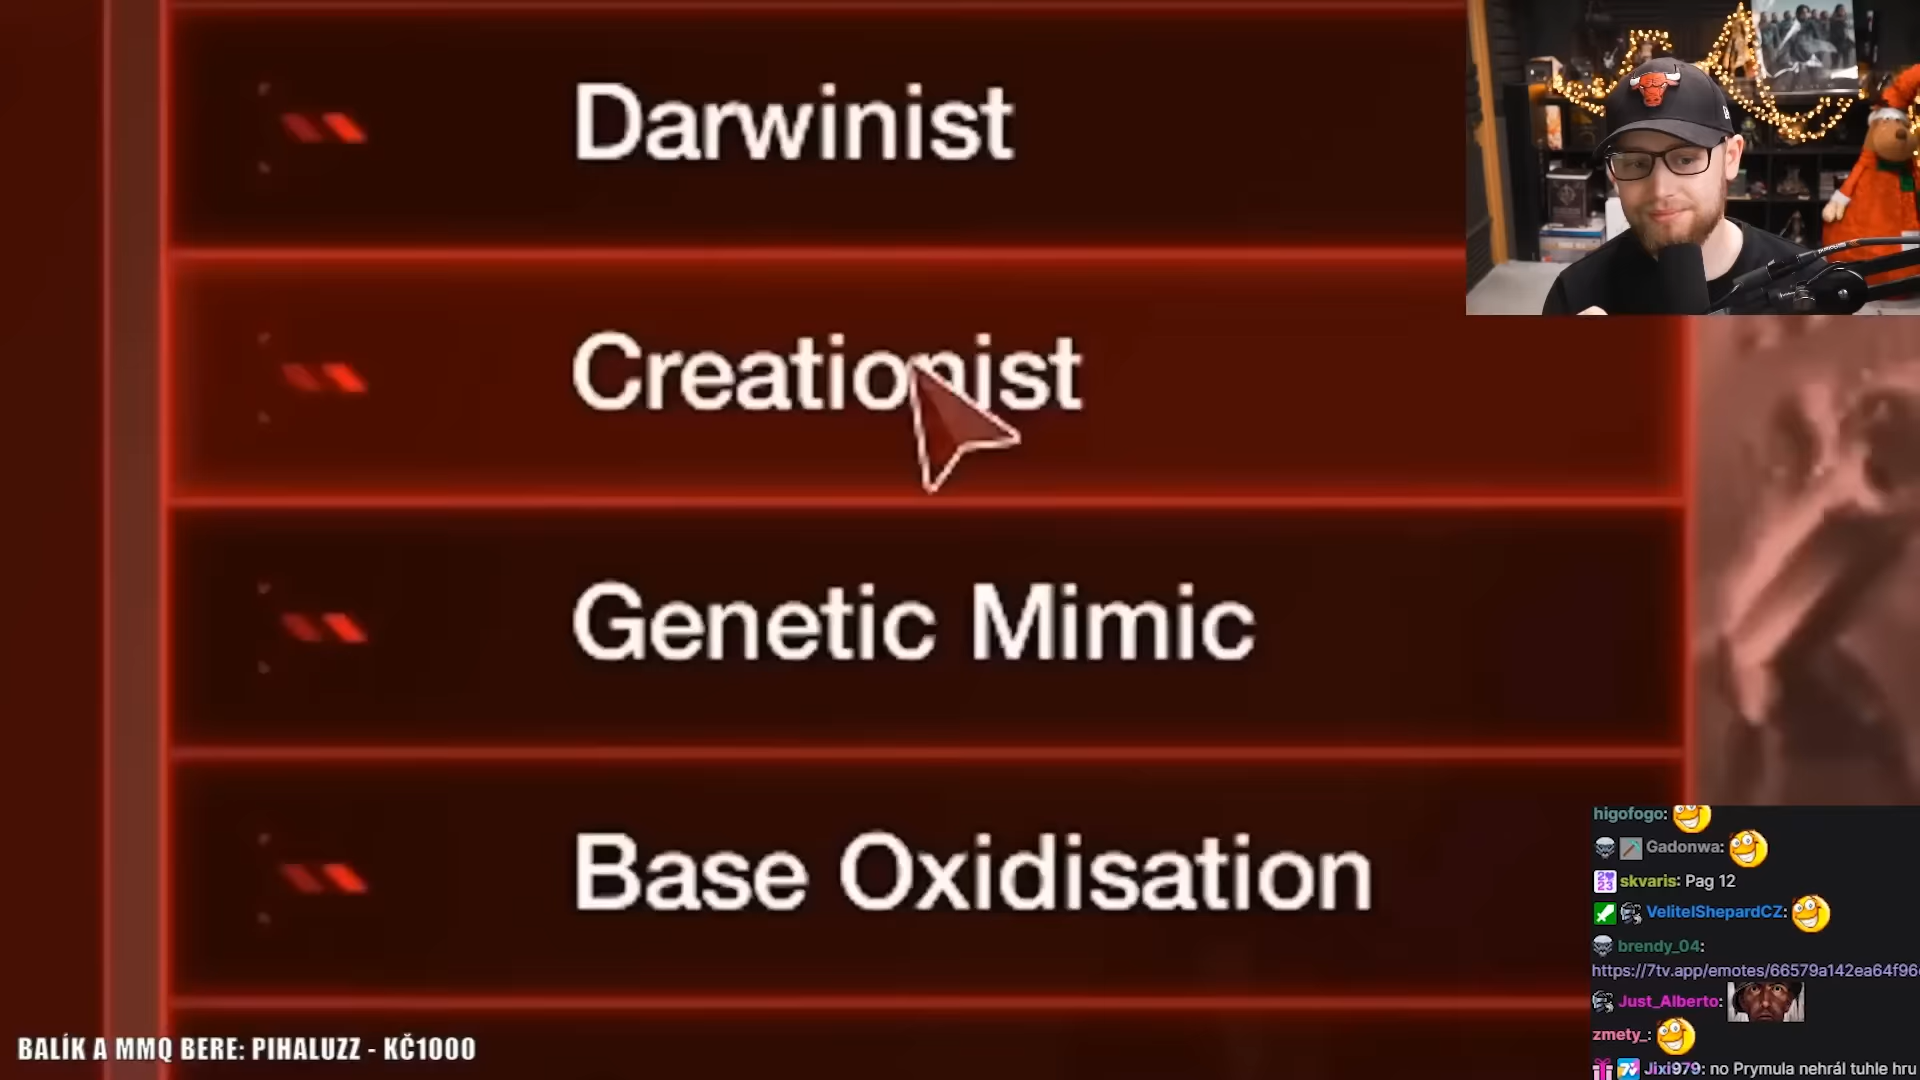 Darwinist
Creationist
Genetic Mimic
Base Oxidisation
higofogo:
Gadonwa:
skvaris: Pag 12
VelitelShepardCZ:
brendy_04:
https://7tv.app/emotes/66579a142ea64f96
Just_Alberto:
zmety_:
Jixi979: no Prymula nehrál tuhle hru
BALÍK A MMQ BERE: PIHALUZZ - KČ1000